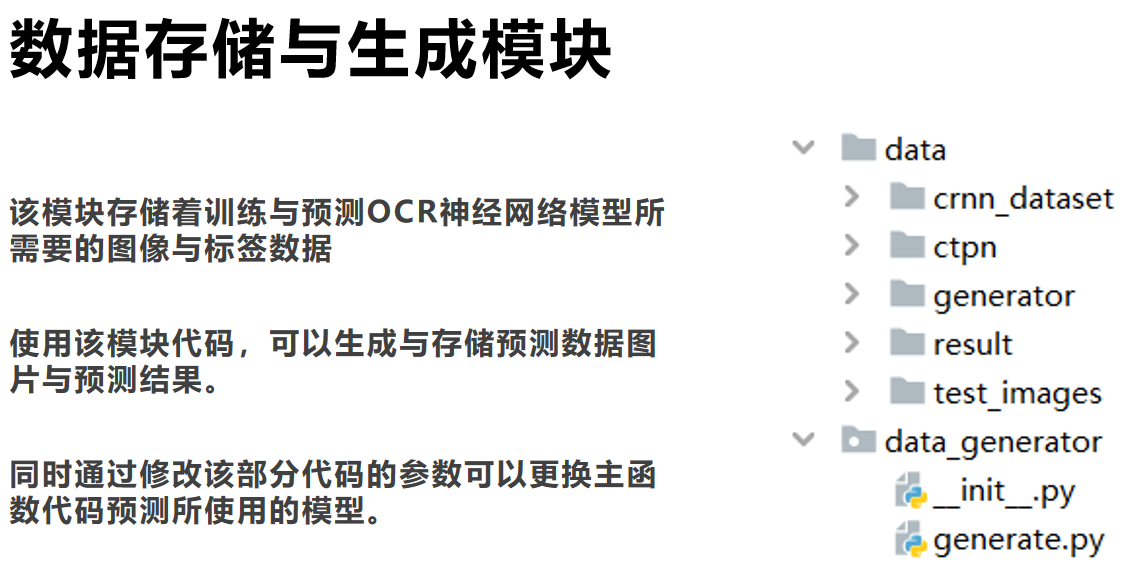 数据存储与生成模块
该模块存储着训练与预测OCR神经网络模型所
需要的图像与标签数据
使用该模块代码，可以生成与存储预测数据图
片与预测结果。
同时通过修改该部分代码的参数可以更换主函
数代码预测所使用的模型。
data
crnn_dataset
ctpn
generator
result
test_images
data_generator
__init__.py
generate.py